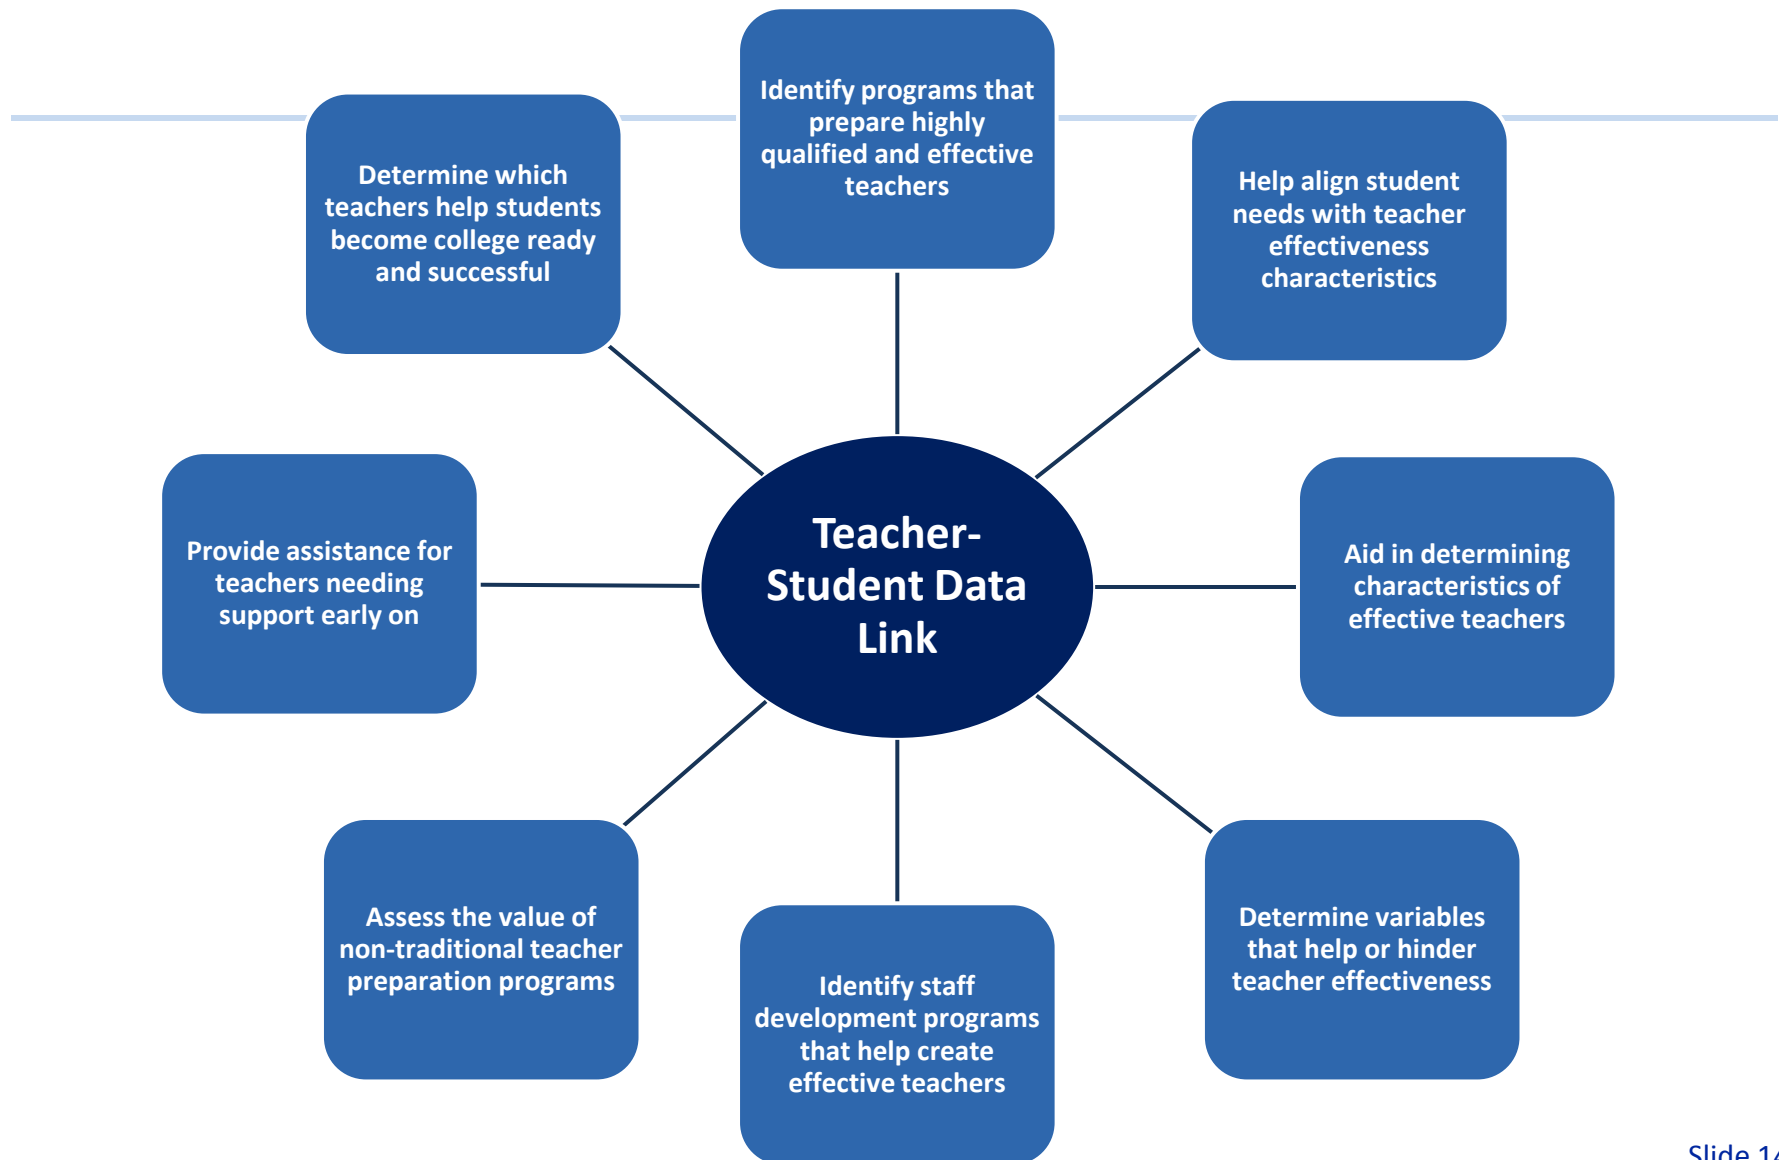 Identify programs that
prepare highly
qualified and effective
teachers
Help align student
needs with teacher
effectiveness
characteristics
Aid in determining
characteristics of
effective teachers
Determine variables
that help or hinder
teacher effectiveness
Identify staff
development programs
that help create
effective teachers
Assess the value of
non-traditional teacher
preparation programs
Provide assistance for
teachers needing
support early on
Determine which
teachers help students
become college ready
and successful
Teacher-
Student Data
Link
Slide 14